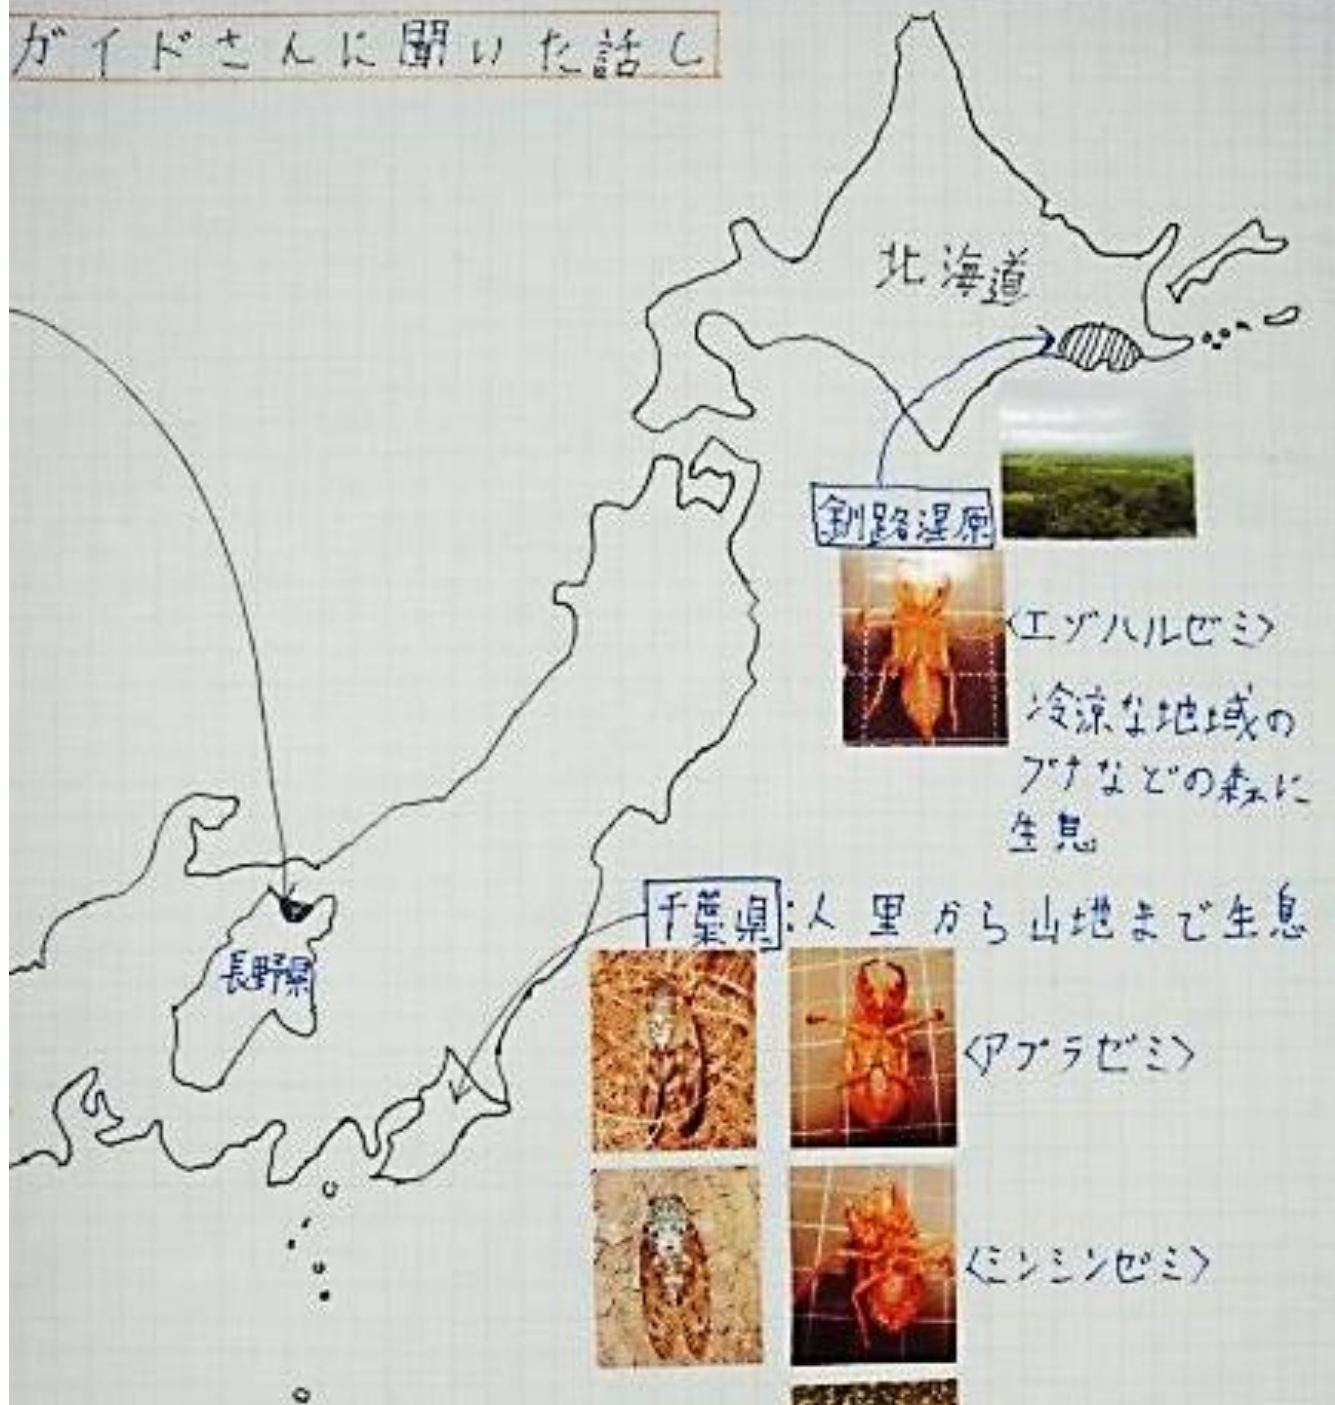 ガイドさんに聞いた話し
北海道
釧路湿原
<エゾハルゼミ>
冷涼な地域の
ブナなどの森に
生息。
千葉県:人里から山地まで生息
長野県
<アブラゼミ>
<ミンミンゼミ>